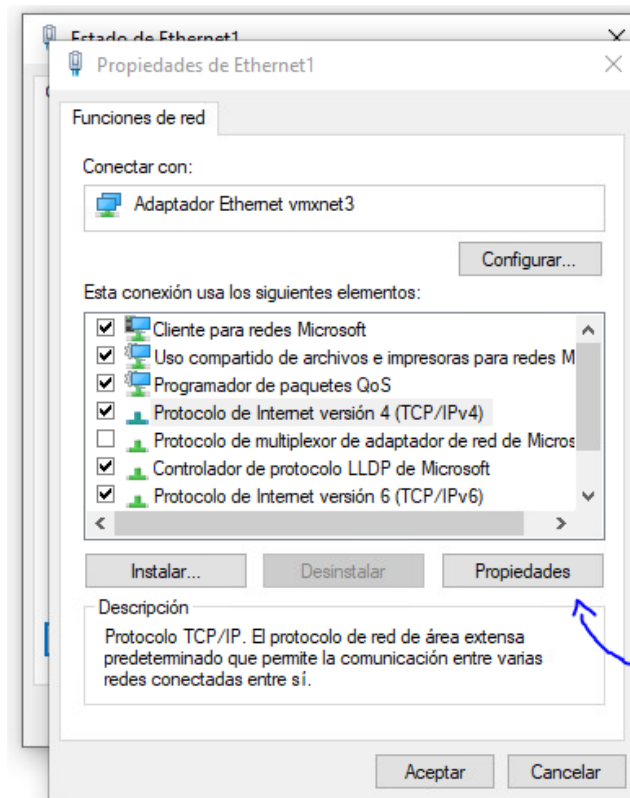 Estado de Ethernet1
Propiedades de Ethernet1
Funciones de red
Conectar con:
Adaptador Ethernet vmxnet3
Configurar...
Esta conexión usa los siguientes elementos:
Cliente para redes Microsoft
Uso compartido de archivos e impresoras para redes M
Programador de paquetes QoS
Protocolo de Internet versión 4 (TCP/IPv4)
Protocolo de multiplexor de adaptador de red de Micros
Controlador de protocolo LLDP de Microsoft
Protocolo de Internet versión 6 (TCP/IPv6)
Instalar... Desinstalar Propiedades
Descripción
Protocolo TCP/IP. El protocolo de red de área extensa
predeterminado que permite la comunicación entre varias
redes conectadas entre sí.
Aceptar Cancelar